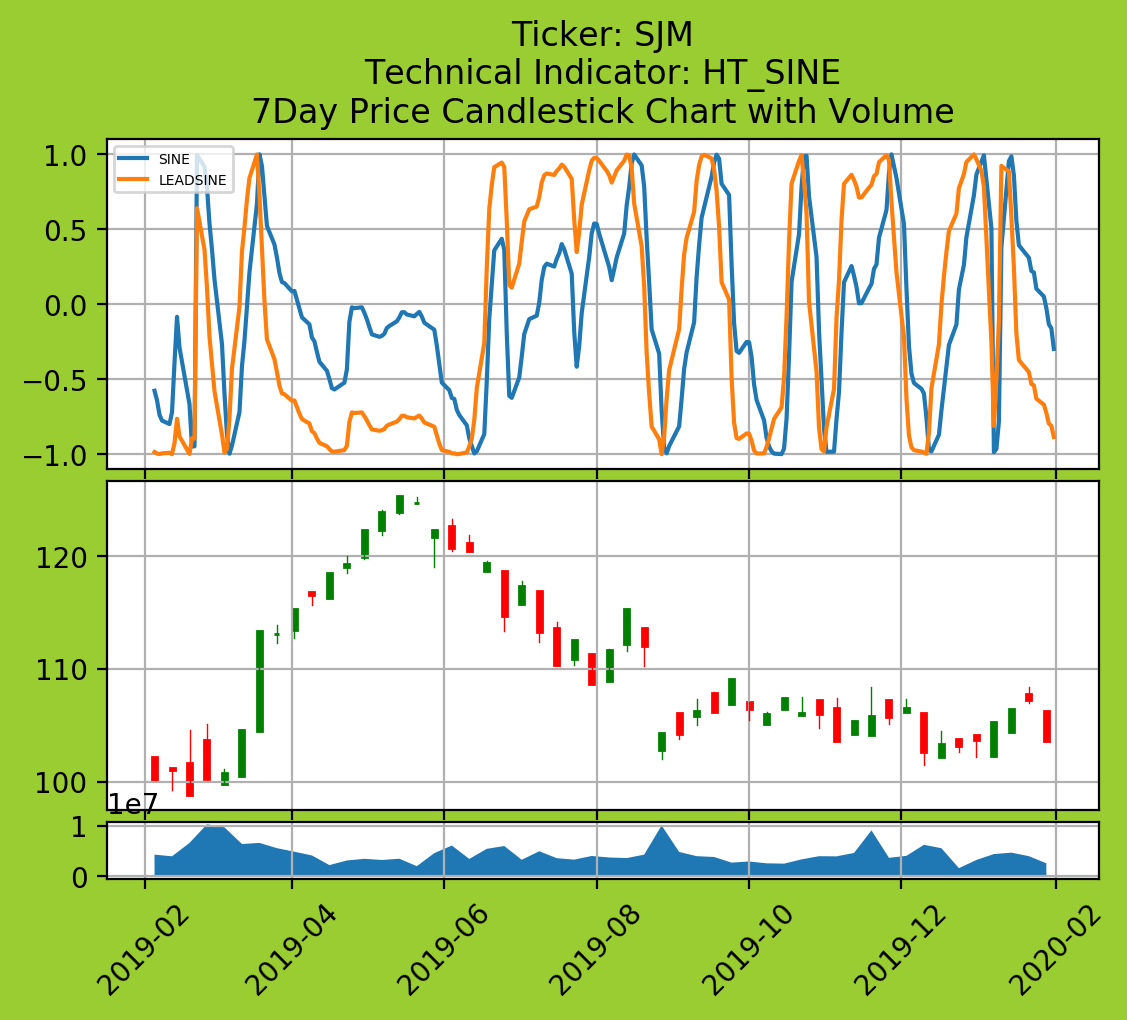 Ticker: SJM
Technical Indicator: HT_SINE
7Day Price Candlestick Chart with Volume
1.0
0.5
0.0
−0.5
−1.0
SINE
LEADSINE
120
110
100
1e7
1
0
2019-02
2019-04
2019-06
2019-08
2019-10
2019-12
2020-02